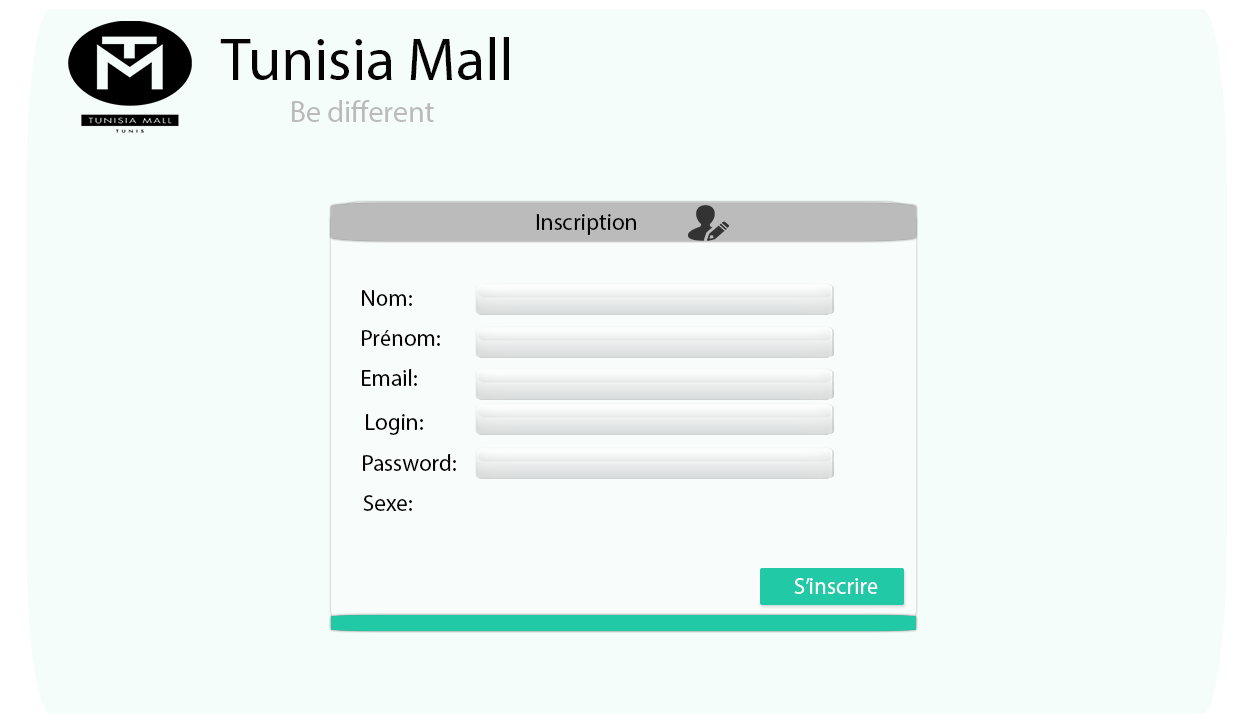 TM
Tunisia Mall
Be different
TUNISIA MALL
TUNIS
Inscription
Nom:
Prénom:
Email:
Login:
Password:
Sexe:
S'inscrire